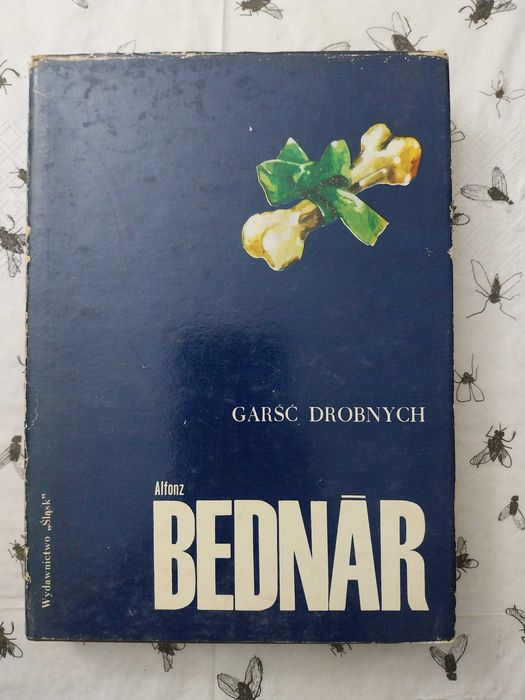 GARŚĆ DROBNYCH
Alfonz
BEDNÁR
Wydawnictwo „Śląsk"